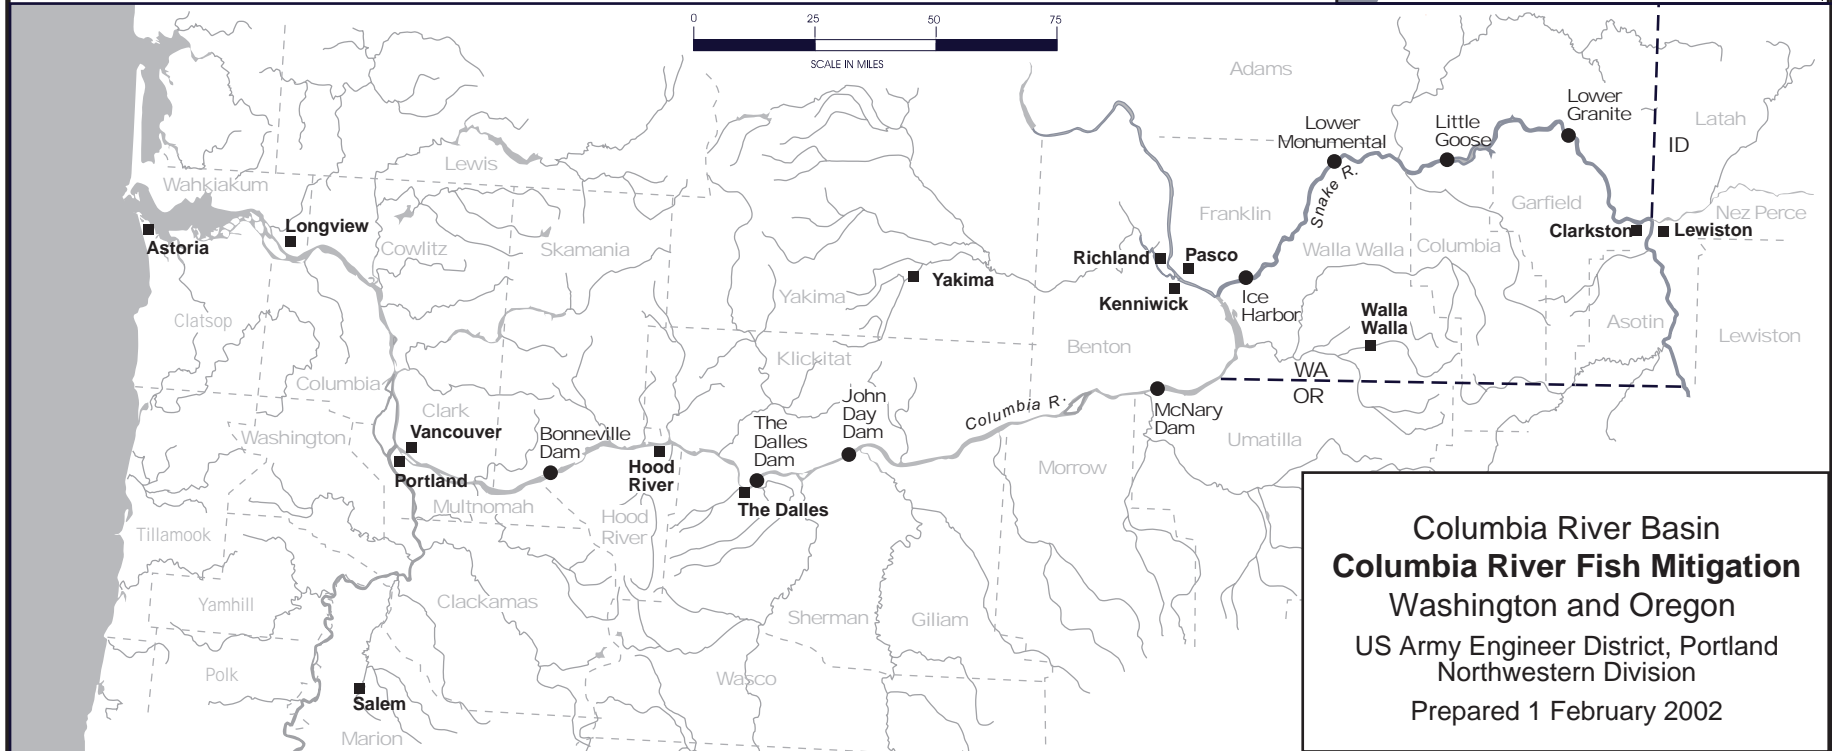 0 25 50 75
SCALE IN MILES
Adams
Lower
Granite
Latah
Lower
Monumental
Little
Goose
ID
Lewis
Wahkiakum
Snake R.
Garfield
Franklin
Nez Perce
Astoria
Longview
Cowlitz
Skamania
Richland
Pasco
Walla Walla
Columbia
Clarkston
Lewiston
Yakima
Yakima
Kenniwick
Ice
Harbor
Walla
Walla
Clatsop
Asotin
Lewiston
Klickitat
Benton
WA
OR
Columbia
Clark
Vancouver
Washington
Bonneville
Dam
The
Dalles
Dam
John
Day
Dam
Columbia R.
McNary
Dam
Umatilla
Portland
Hood
River
Morrow
Multnomah
The Dalles
Hood
River
Tillamook
Yamhill
Clackamas
Sherman
Giliam
Polk
Wasco
Salem
Marion
Columbia River Basin
Columbia River Fish Mitigation
Washington and Oregon
US Army Engineer District, Portland
Northwestern Division
Prepared 1 February 2002